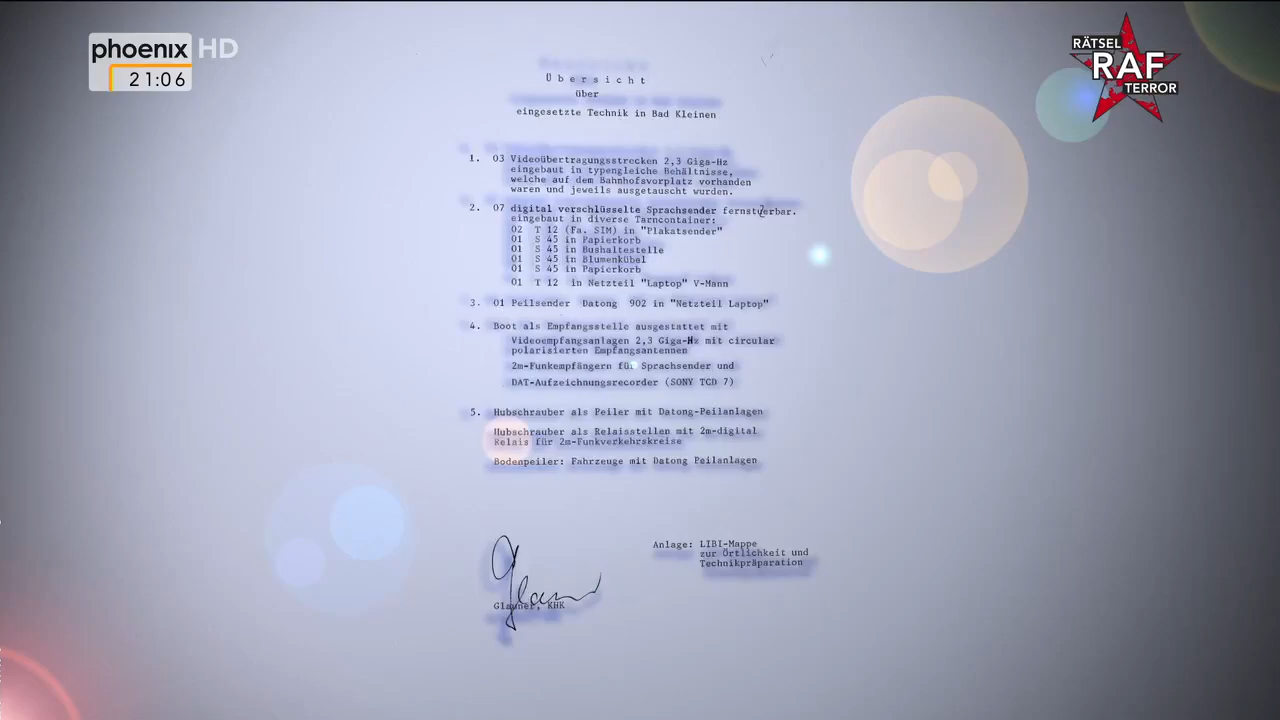 phoenix HD
21:06
RÄTSEL
RAF
TERROR
Übersicht
über
eingesetzte Technik in Bad Kleinen
1. 03 Videoübertragungsstrecken 2,3 Giga-Hz
eingebaut in typengleiche Behältnisse,
welche auf dem Bahnhofsvorplatz vorhanden
waren und jeweils ausgetauscht wurden.
2. 07 digital verschlüsselte Sprachsender fernstuerbar.
eingebaut in diverse Tarncontainer:
02 T 12 (Fa. SIM) in "Plakatsender"
01 S 45 in Papierkorb
01 S 45 in Bushaltestelle
01 S 45 in Blumenkübel
01 S 45 in Papierkorb
01 T 12 in Netzteil "Laptop" V-Mann
3. 01 Peilsender Datong 902 in "Netzteil Laptop"
4. Boot als Empfangsstelle ausgestattet mit
Videoempfangsanlagen 2,3 Giga-Hz mit circular
polarisierten Empfangsantennen
2m-Funkempfängern für Sprachsender und
DAT-Aufzeichnungsrecorder (SONY TCD 7)
5. Hubschrauber als Peiler mit Datong-Peilanlagen
Hubschrauber als Relaisstellen mit 2m-digital
Relais für 2m-Funkverkehrskreise
Bodenpeiler: Fahrzeuge mit Datong Peilanlagen
Anlage: LIBI-Mappe
zur Örtlichkeit und
Technikpräparation
Glauner, KHK